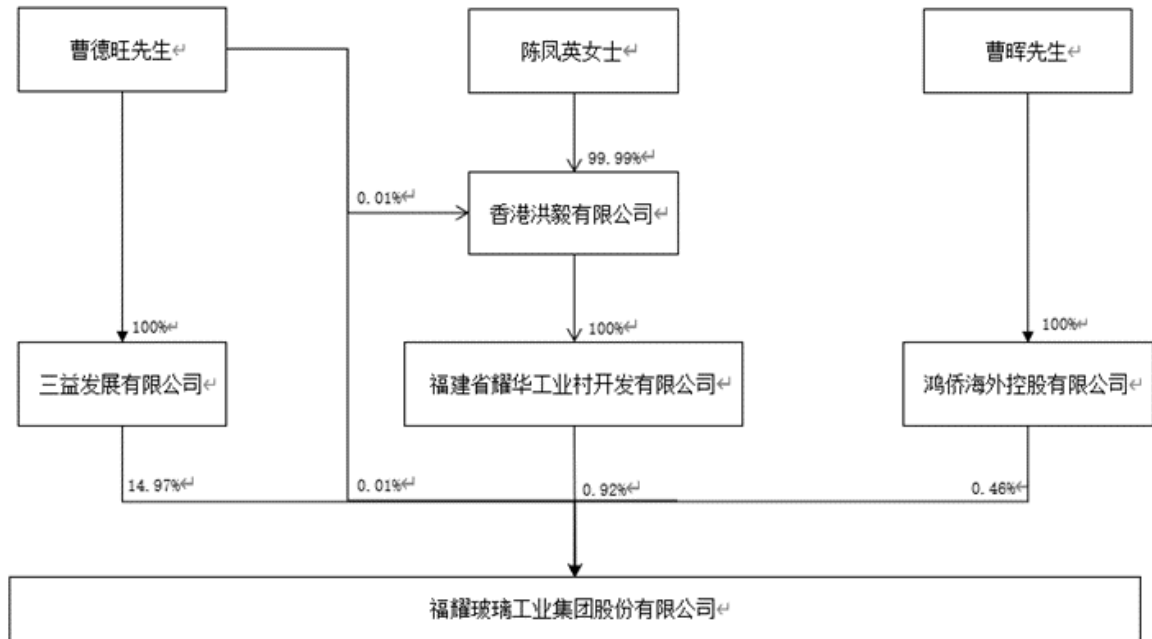 曹德旺先生↵
陈凤英女士↵
曹晖先生↵
99.99%↵
0.01%↵
香港洪毅有限公司↵
100%↵
100%↵
100%↵
三益发展有限公司↵
福建省耀华工业村开发有限公司↵
鸿侨海外控股有限公司↵
14.97%↵
0.01%↵
0.92%↵
0.46%↵
福耀玻璃工业集团股份有限公司↵